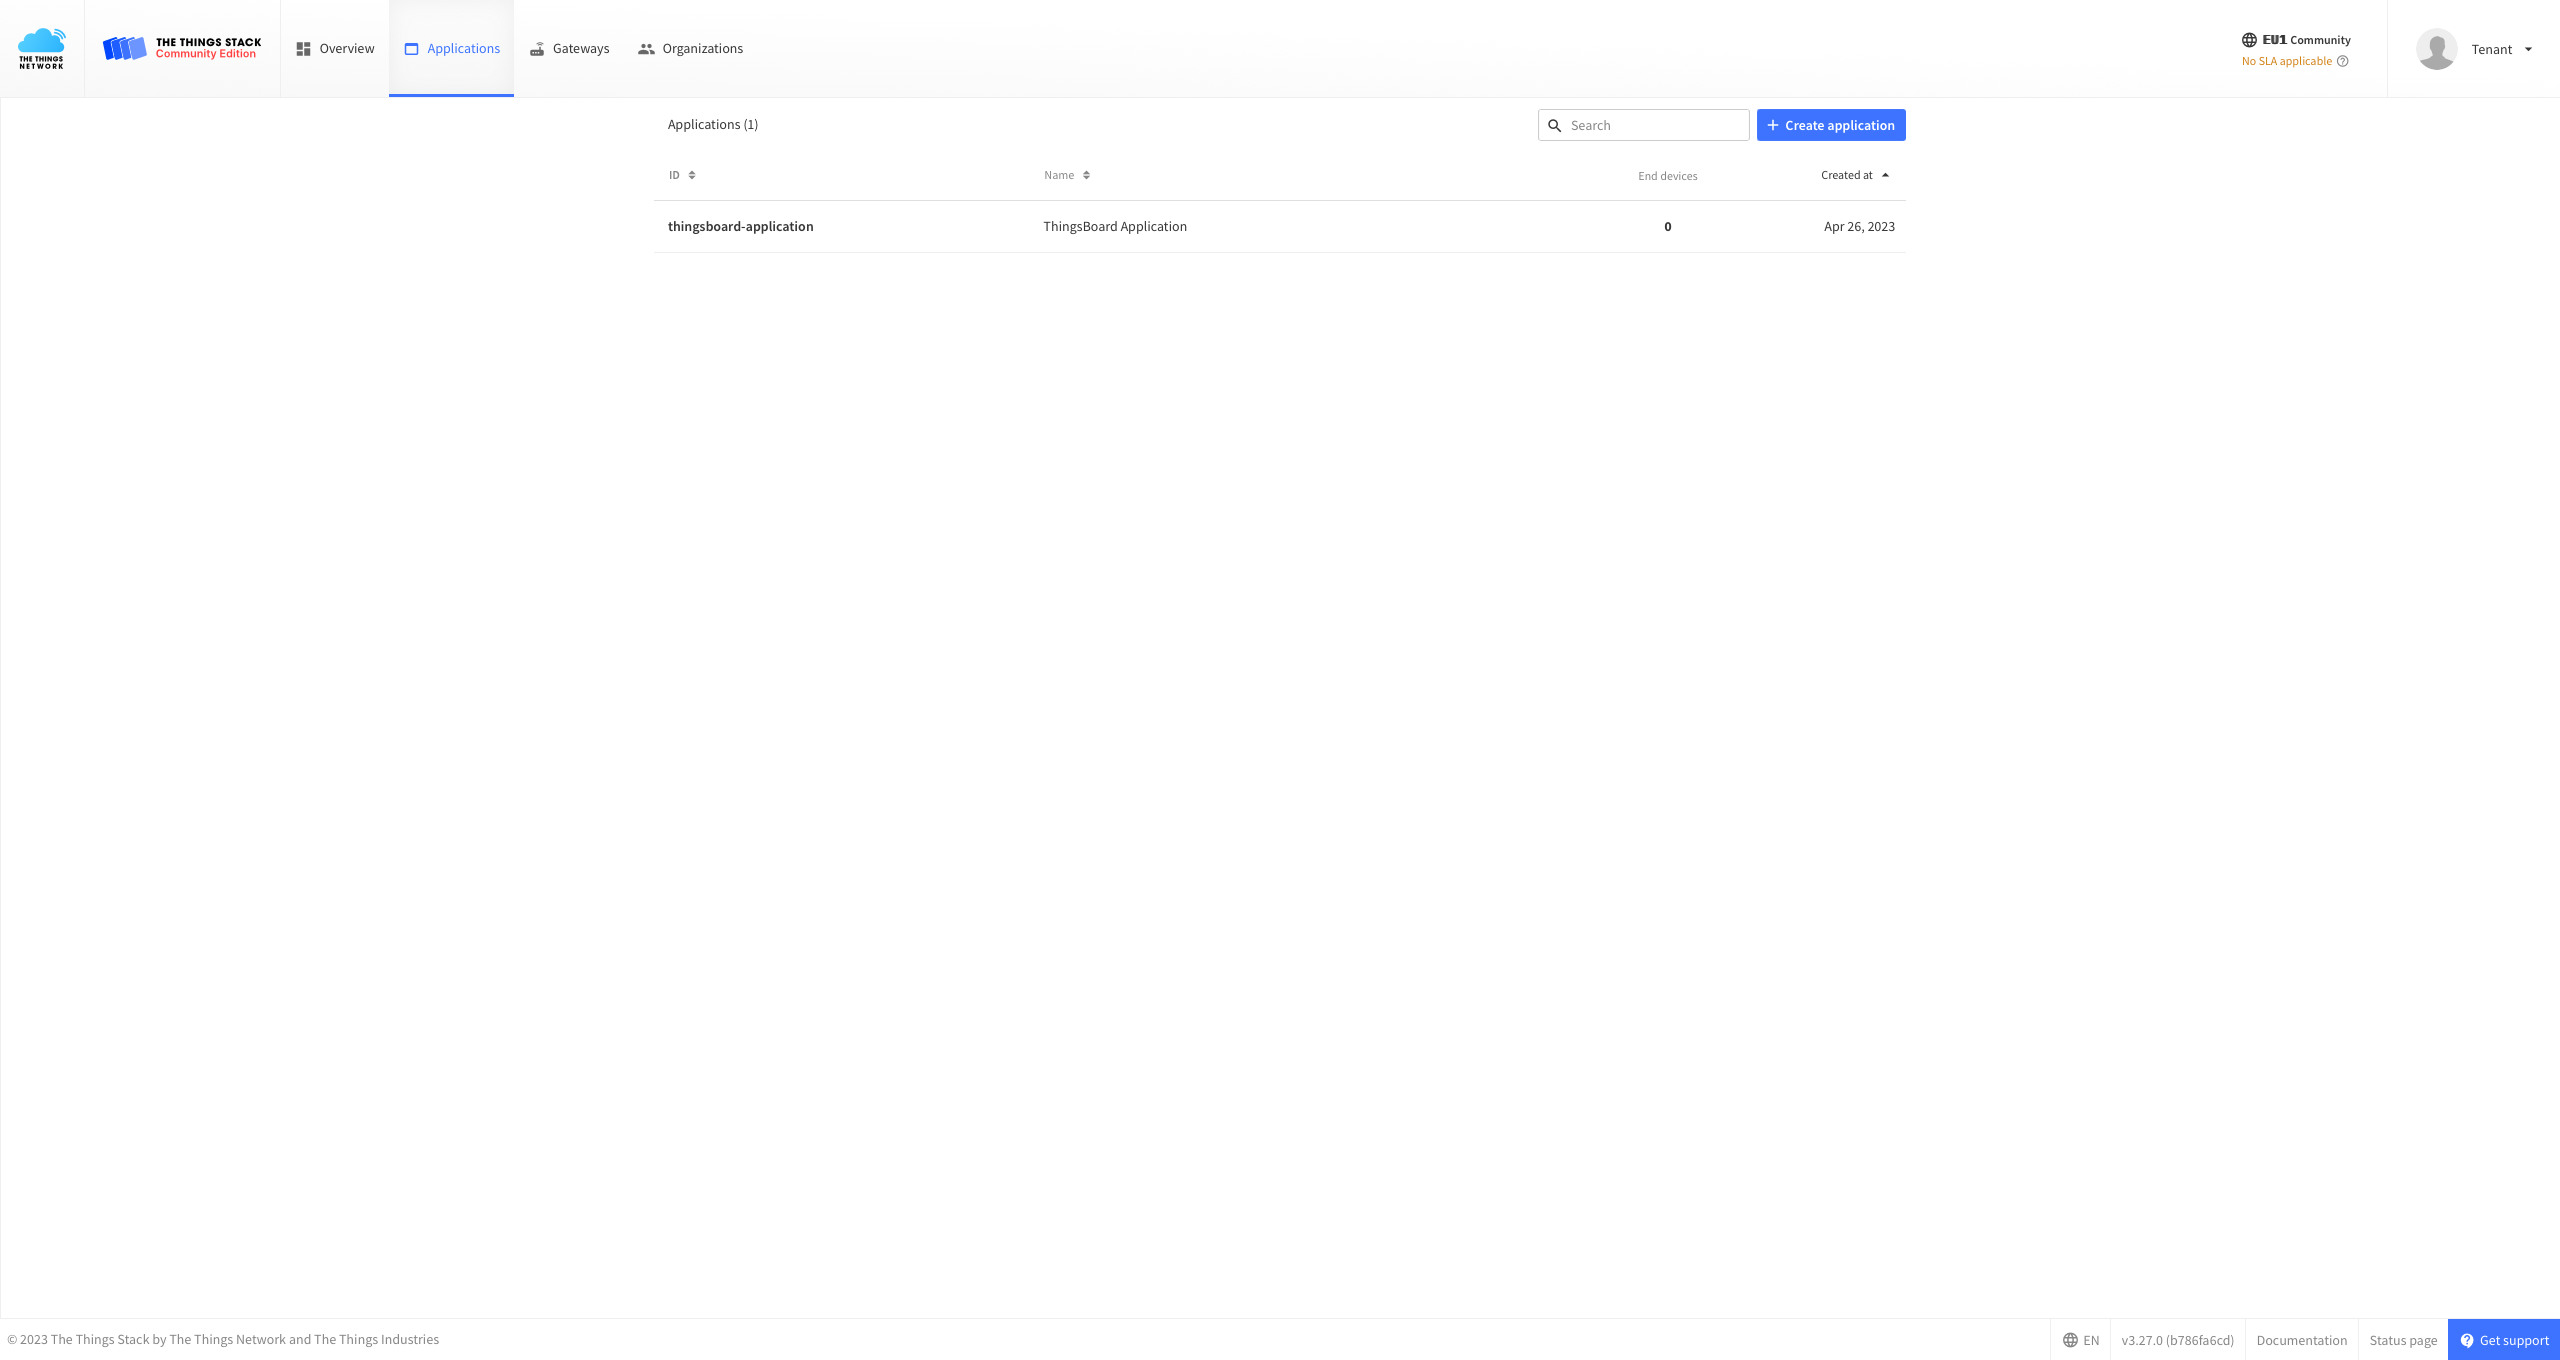 THE THINGS
NETWORK
THE THINGS STACK
Community Edition
Overview
Applications
Gateways
Organizations
EU1 Community
No SLA applicable
Tenant
Applications (1)
Search
Create application
ID
Name
End devices
Created at
thingsboard-application
ThingsBoard Application
0
Apr 26, 2023
© 2023 The Things Stack by The Things Network and The Things Industries
EN
v3.27.0 (b786fa6cd)
Documentation
Status page
Get support